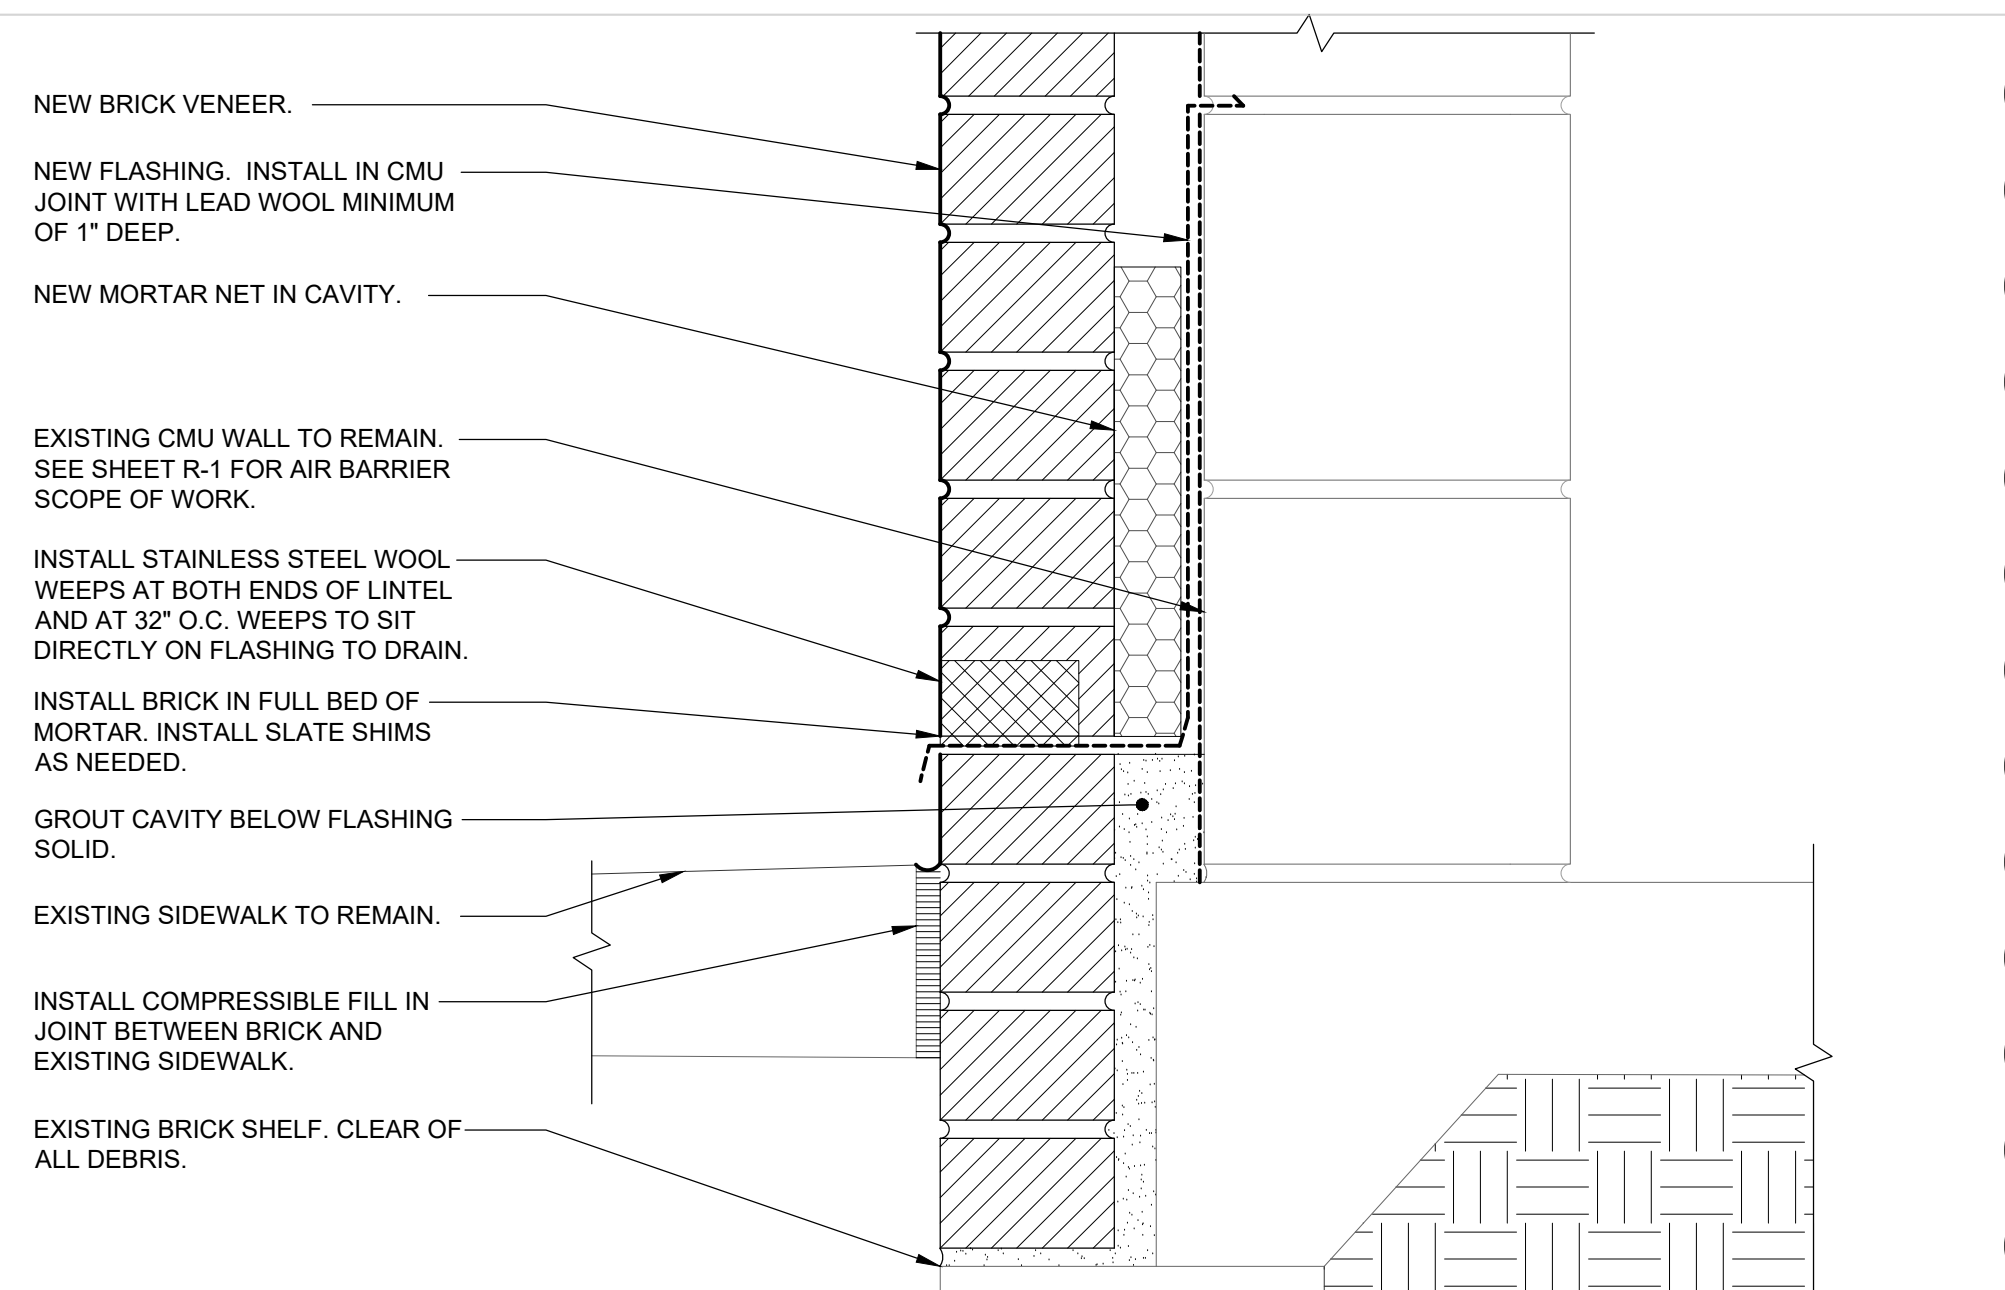 NEW BRICK VENEER.
NEW FLASHING. INSTALL IN CMU
JOINT WITH LEAD WOOL MINIMUM
OF 1" DEEP.
NEW MORTAR NET IN CAVITY.
EXISTING CMU WALL TO REMAIN.
SEE SHEET R-1 FOR AIR BARRIER
SCOPE OF WORK.
INSTALL STAINLESS STEEL WOOL
WEEPS AT BOTH ENDS OF LINTEL
AND AT 32" O.C. WEEPS TO SIT
DIRECTLY ON FLASHING TO DRAIN.
INSTALL BRICK IN FULL BED OF
MORTAR. INSTALL SLATE SHIMS
AS NEEDED.
GROUT CAVITY BELOW FLASHING
SOLID.
EXISTING SIDEWALK TO REMAIN.
INSTALL COMPRESSIBLE FILL IN
JOINT BETWEEN BRICK AND
EXISTING SIDEWALK.
EXISTING BRICK SHELF. CLEAR OF
ALL DEBRIS.